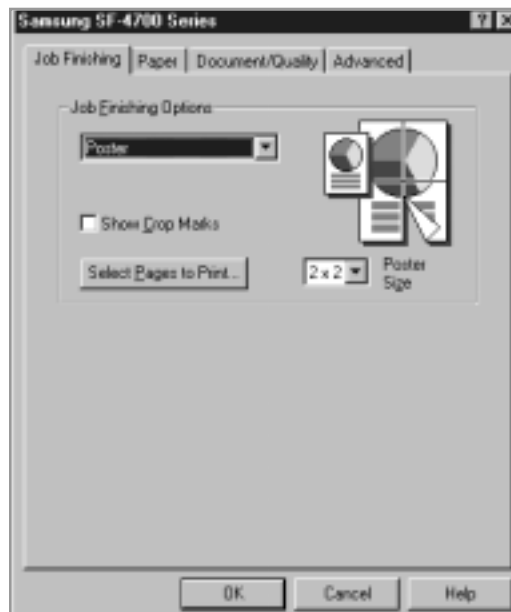 Samsung SF-4700 Series
Job Finishing Paper Document/Quality Advanced
Job Finishing Options
Poster
Show Crop Marks
Select Pages to Print...
2 x 2
Poster
Size
OK Cancel Help